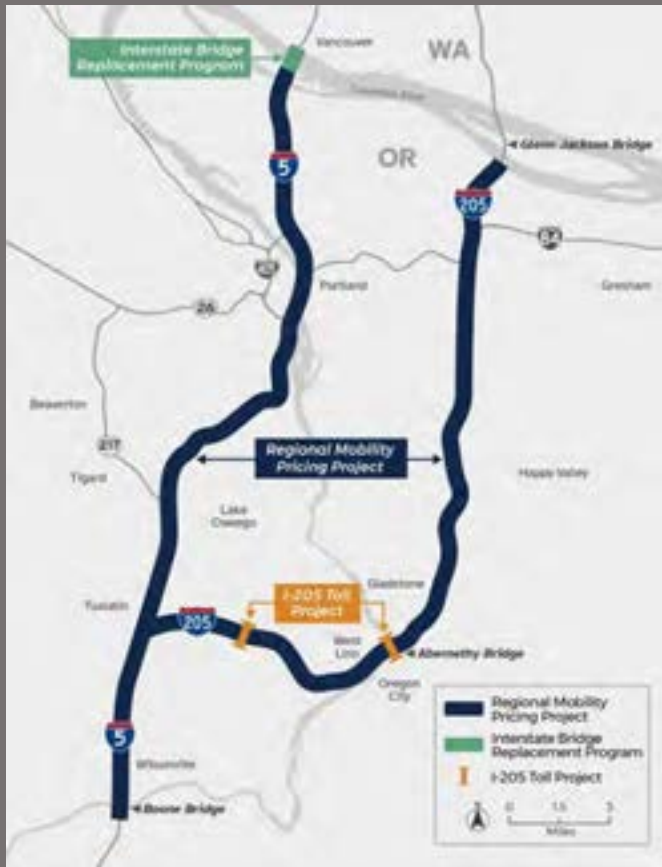 Interstate Bridge
Replacement Program
Vancouver
WA
Columbia River
Glenn Jackson Bridge
OR
5
205
84
Portland
Gresham
26
Beaverton
217
Regional Mobility
Pricing Project
Tigard
Happy Valley
Lake
Oswego
I-205 Toll
Project
Gladstone
Tualatin
205
West
Linn
Abernethy Bridge
Oregon
City
Regional Mobility
Pricing Project
5
Interstate Bridge
Replacement Program
Wilsonville
I-205 Toll Project
Boone Bridge
0 1.5 3
Miles